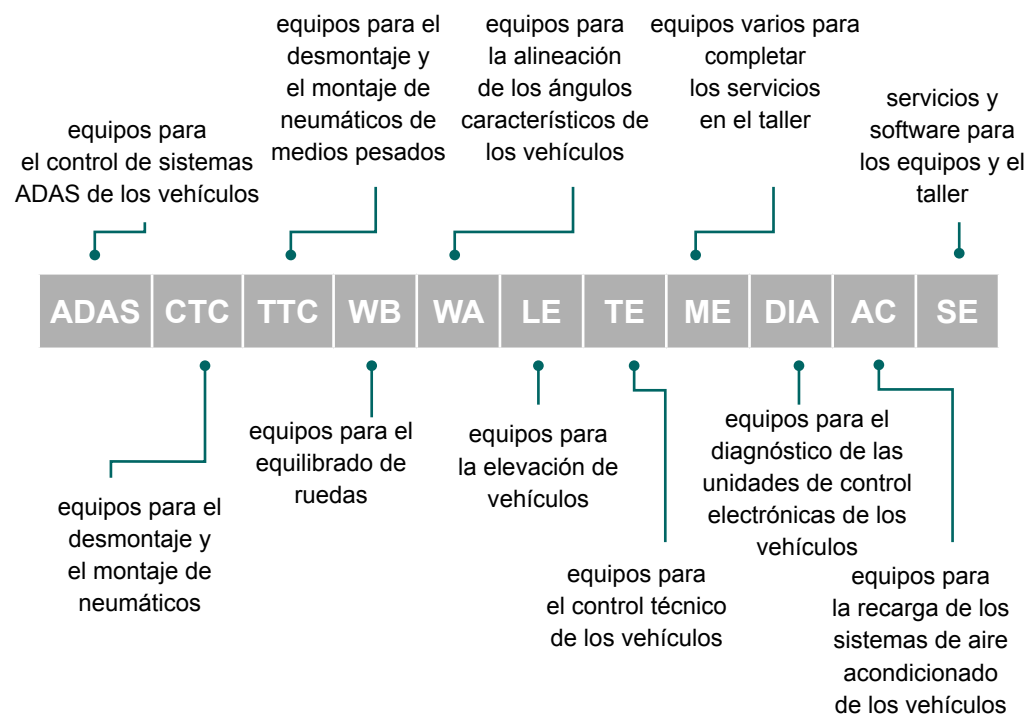 equipos para
el control de sistemas
ADAS de los vehículos
equipos para el
desmontaje y
el montaje de
neumáticos de
medios pesados
equipos para
la alineación
de los ángulos
característicos de
los vehículos
equipos varios para
completar
los servicios
en el taller
servicios y
software para
los equipos y el
taller
ADAS CTC TTC WB WA LE TE ME DIA AC SE
equipos para el
desmontaje y
el montaje de
neumáticos
equipos para el
equilibrado de
ruedas
equipos para
la elevación de
vehículos
equipos para
el control técnico
de los vehículos
equipos para el
diagnóstico de las
unidades de control
electrónicas de los
vehículos
equipos para
la recarga de los
sistemas de aire
acondicionado
de los vehículos